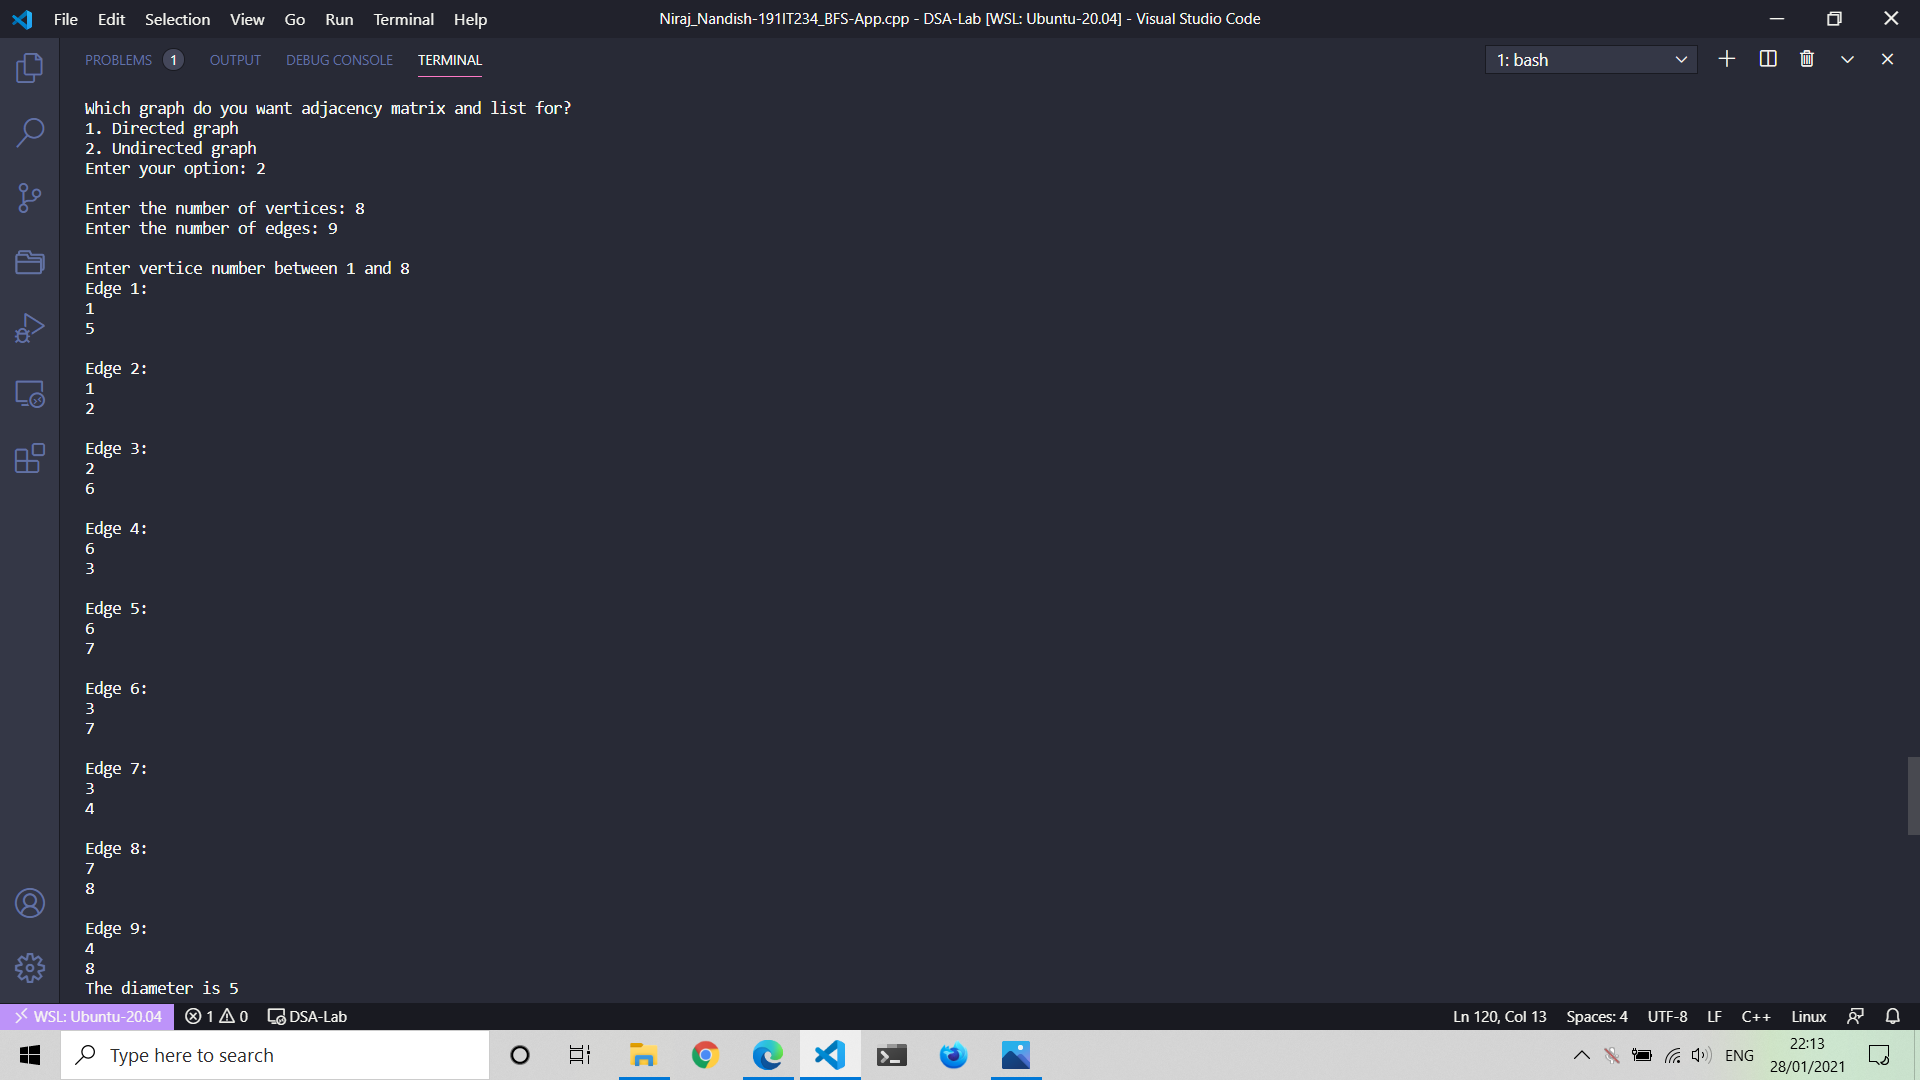 File Edit Selection View Go Run Terminal Help
Niraj_Nandish-191IT234_BFS-App.cpp - DSA-Lab [WSL: Ubuntu-20.04] - Visual Studio Code
PROBLEMS 1 OUTPUT DEBUG CONSOLE TERMINAL
1: bash
Which graph do you want adjacency matrix and list for?
1. Directed graph
2. Undirected graph
Enter your option: 2
Enter the number of vertices: 8
Enter the number of edges: 9
Enter vertice number between 1 and 8
Edge 1:
1
5
Edge 2:
1
2
Edge 3:
2
6
Edge 4:
6
3
Edge 5:
6
7
Edge 6:
3
7
Edge 7:
3
4
Edge 8:
7
8
Edge 9:
4
8
The diameter is 5
WSL: Ubuntu-20.04 1 0 DSA-Lab
Ln 120, Col 13 Spaces: 4 UTF-8 LF C++ Linux
Type here to search
ENG
22:13
28/01/2021